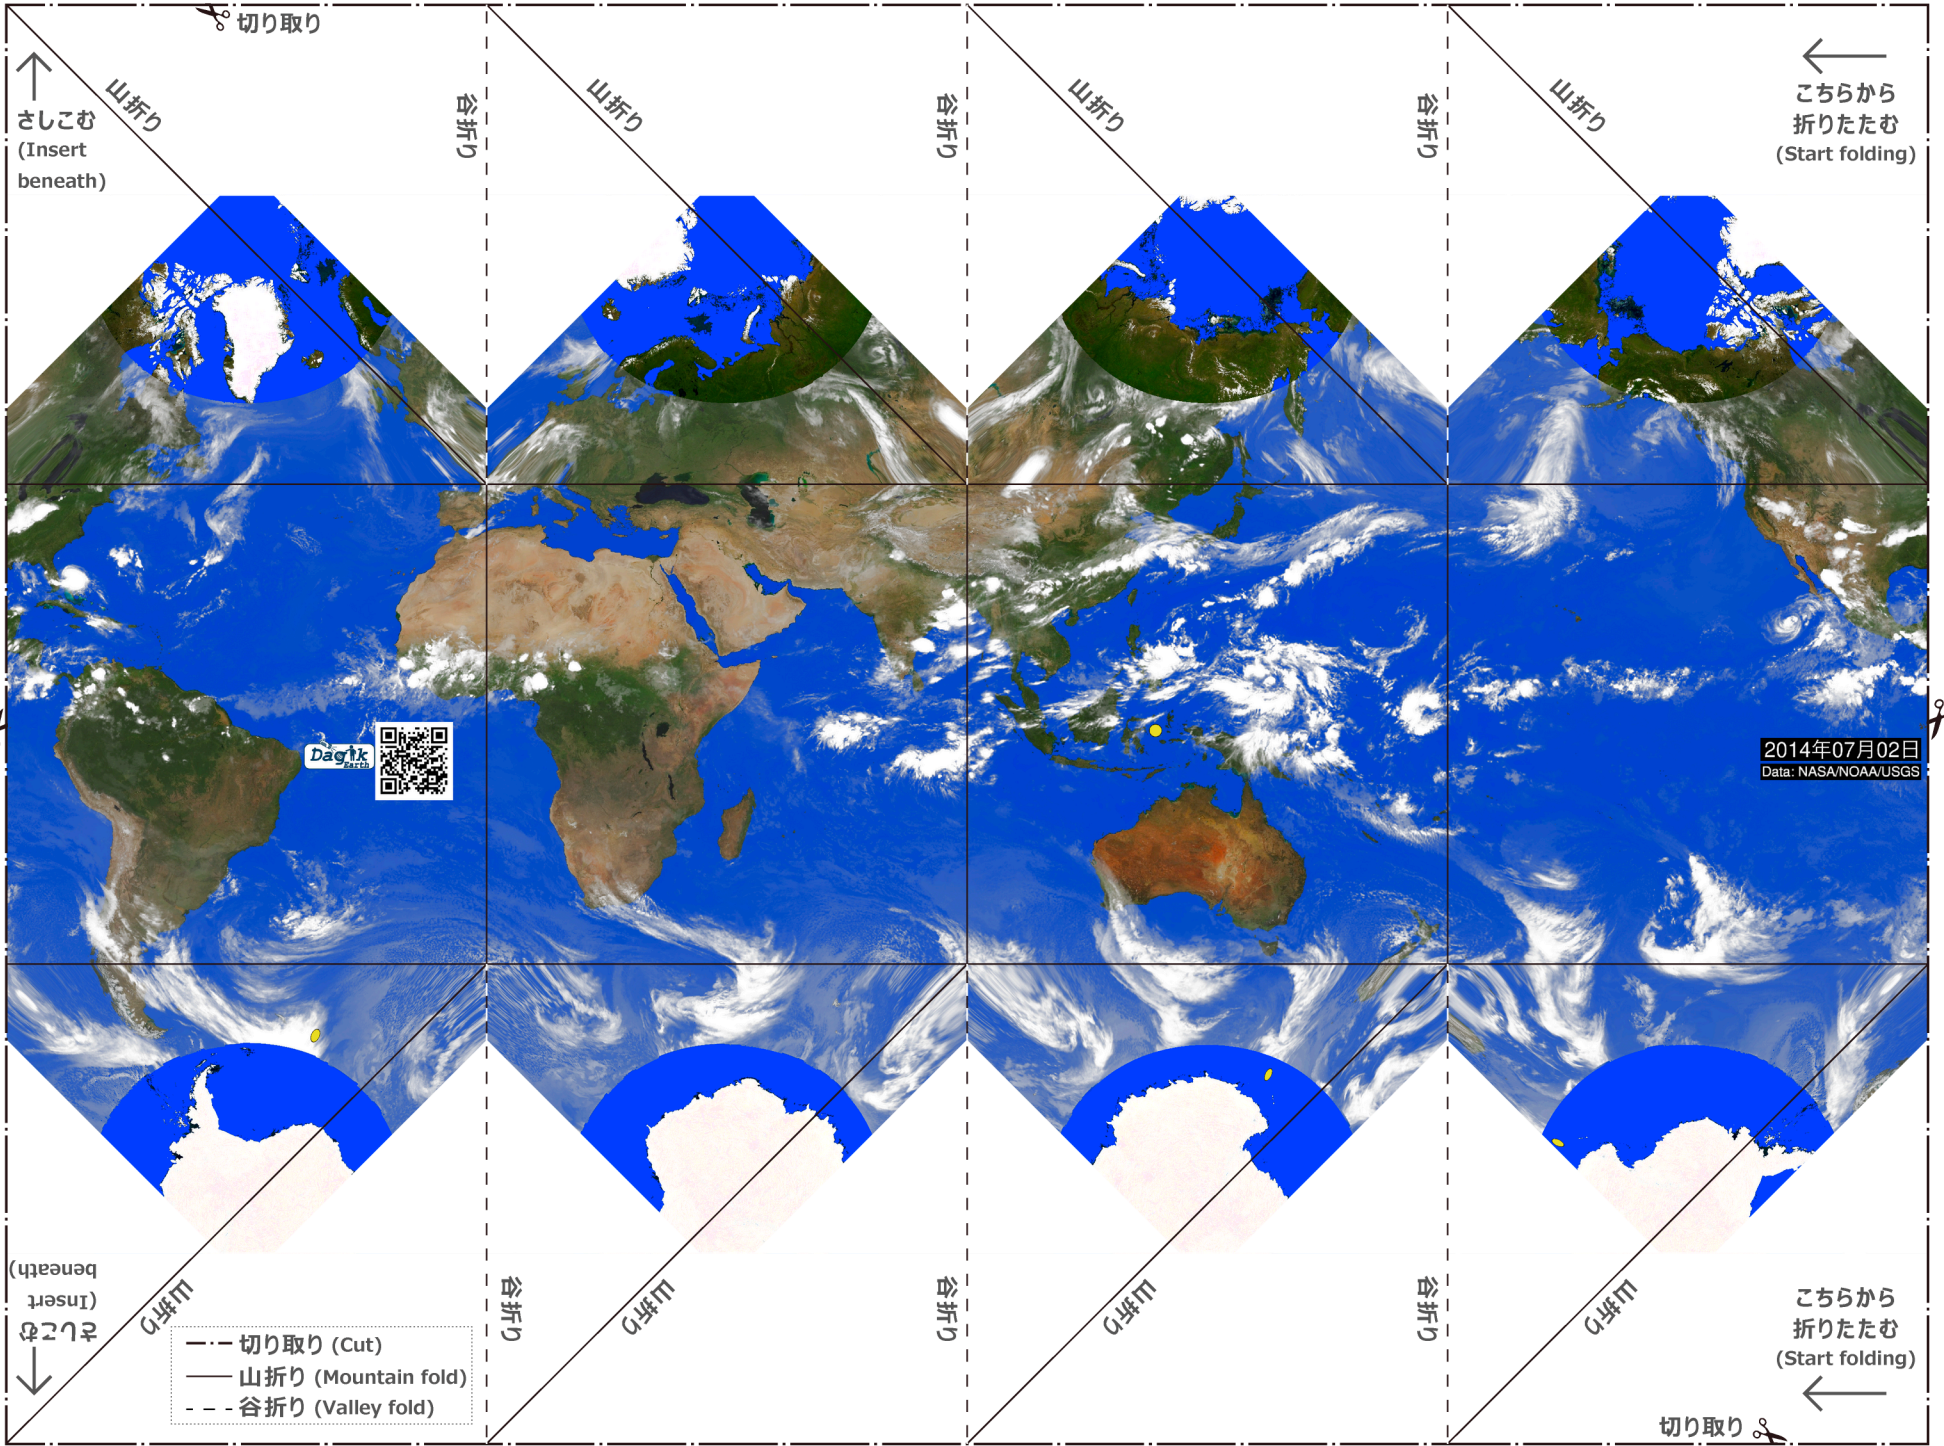 切り取り
山折り
谷折り
山折り
谷折り
山折り
谷折り
山折り
さしこむ
(Insert
beneath)
こちらから
折りたたむ
(Start folding)
Dagik
Earth
2014年07月02日
Data: NASA/NOAA/USGS
さしこむ
(Insert
beneath)
山折り
谷折り
山折り
谷折り
山折り
谷折り
山折り
こちらから
折りたたむ
(Start folding)
切り取り (Cut)
山折り (Mountain fold)
谷折り (Valley fold)
切り取り